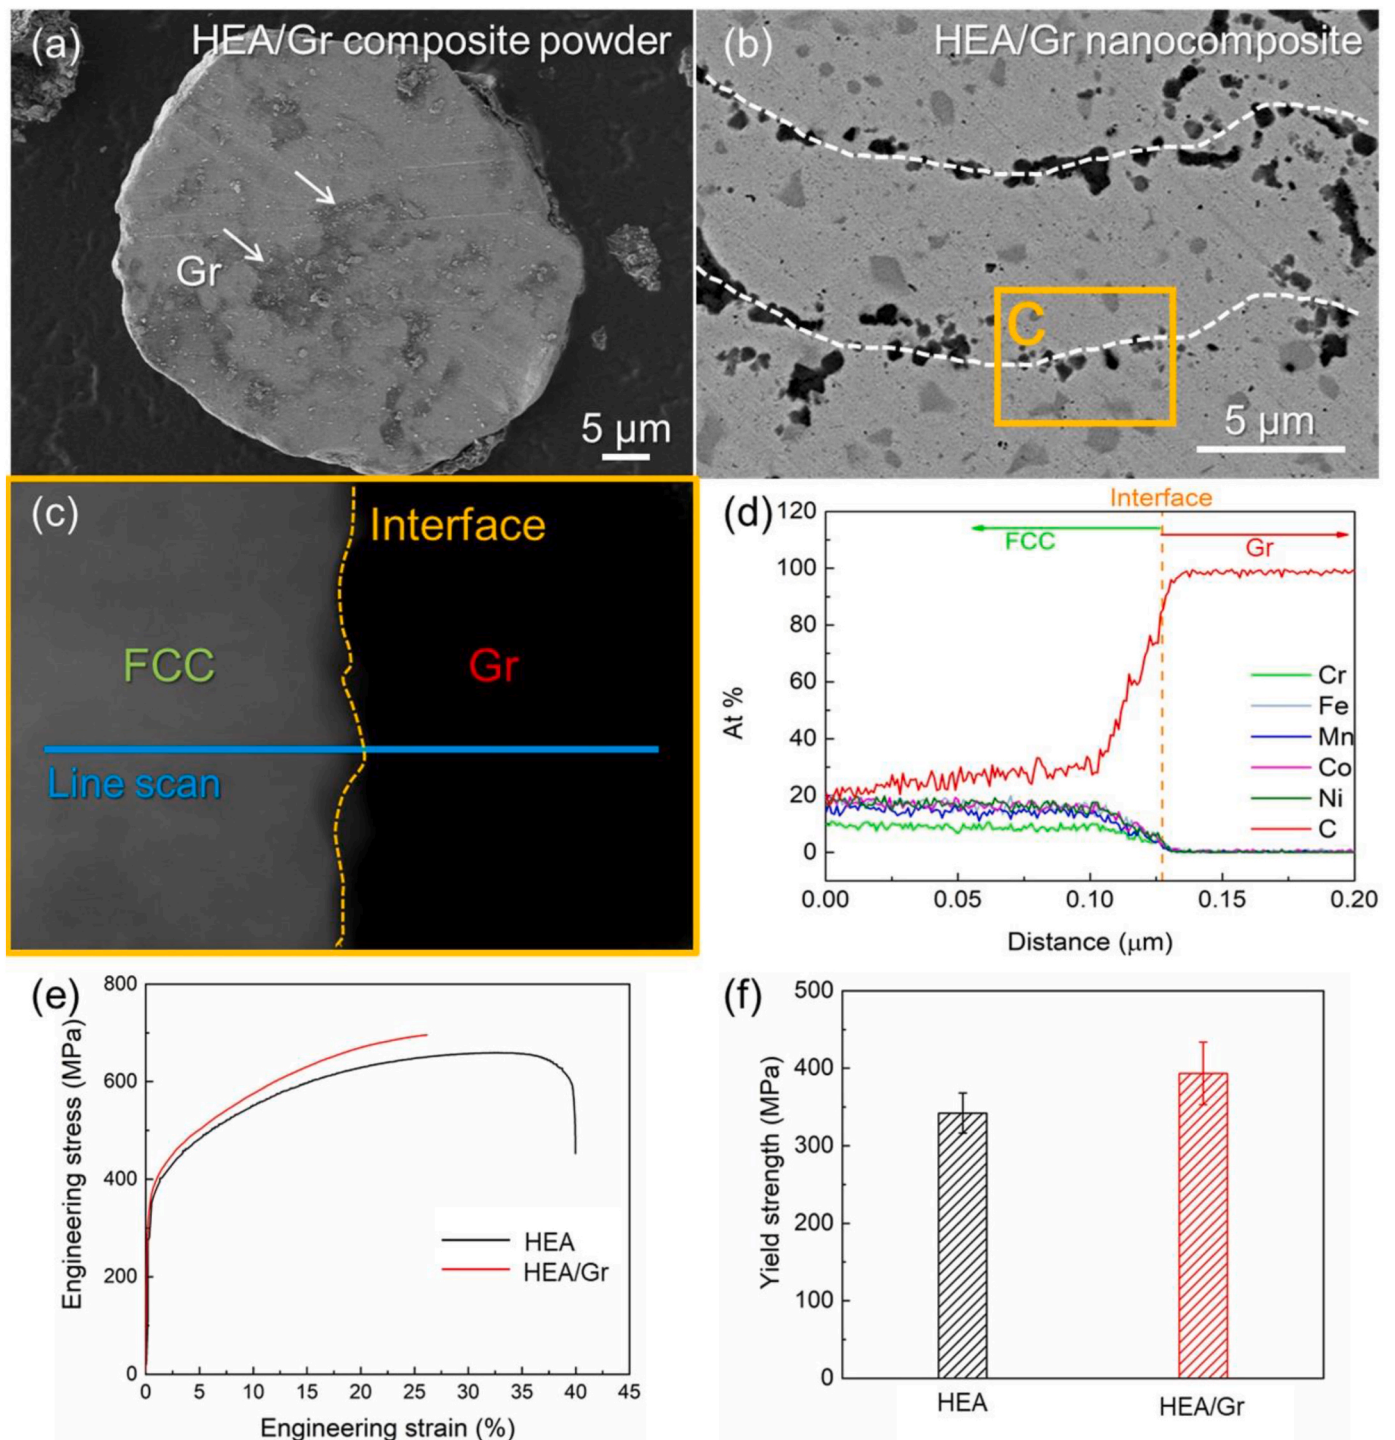 (a) HEA/Gr composite powder
Gr
5 μm
(b) HEA/Gr nanocomposite
C
5 μm
(c)
Interface
FCC
Gr
Line scan
(d)
Interface
FCC
Gr
120
100
80
60
40
20
0
At %
Cr
Fe
Mn
Co
Ni
C
0.00 0.05 0.10 0.15 0.20
Distance (μm)
(e)
800
600
400
200
0
Engineering stress (MPa)
HEA
HEA/Gr
0 5 10 15 20 25 30 35 40 45
Engineering strain (%)
(f)
500
400
300
200
100
0
Yield strength (MPa)
HEA
HEA/Gr